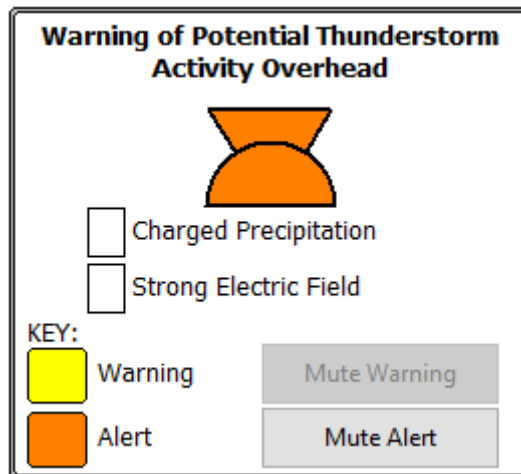 Warning of Potential Thunderstorm
Activity Overhead
Charged Precipitation
Strong Electric Field
KEY:
Warning
Mute Warning
Alert
Mute Alert